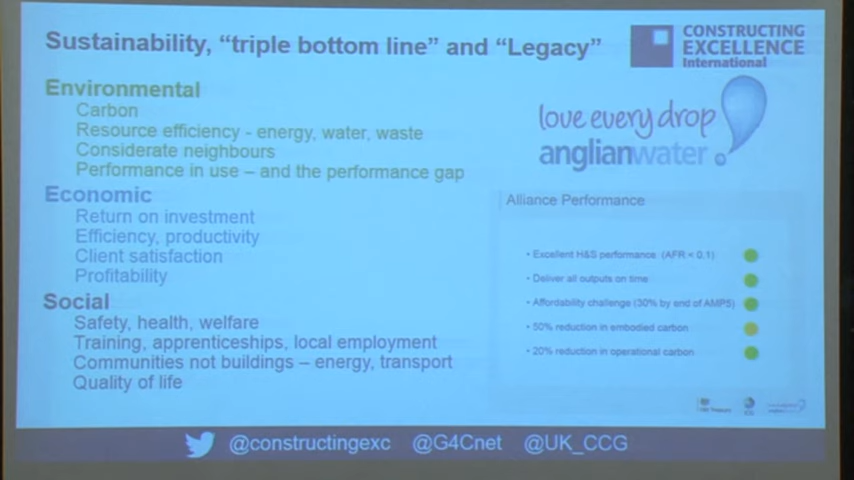 Sustainability, “triple bottom line” and “Legacy”
CONSTRUCTING
EXCELLENCE
International
Environmental
Carbon
Resource efficiency - energy, water, waste
Considerate neighbours
Performance in use – and the performance gap
Economic
Return on investment
Efficiency, productivity
Client satisfaction
Profitability
Social
Safety, health, welfare
Training, apprenticeships, local employment
Communities not buildings – energy, transport
Quality of life
love every drop
anglianwater
Alliance Performance
• Excellent H&S performance (AFR < 0.1)
• Deliver all outputs on time
• Affordability challenge (30% by end of AMP5)
• 50% reduction in embodied carbon
• 20% reduction in operational carbon
@constructingexc @G4Cnet @UK_CCG